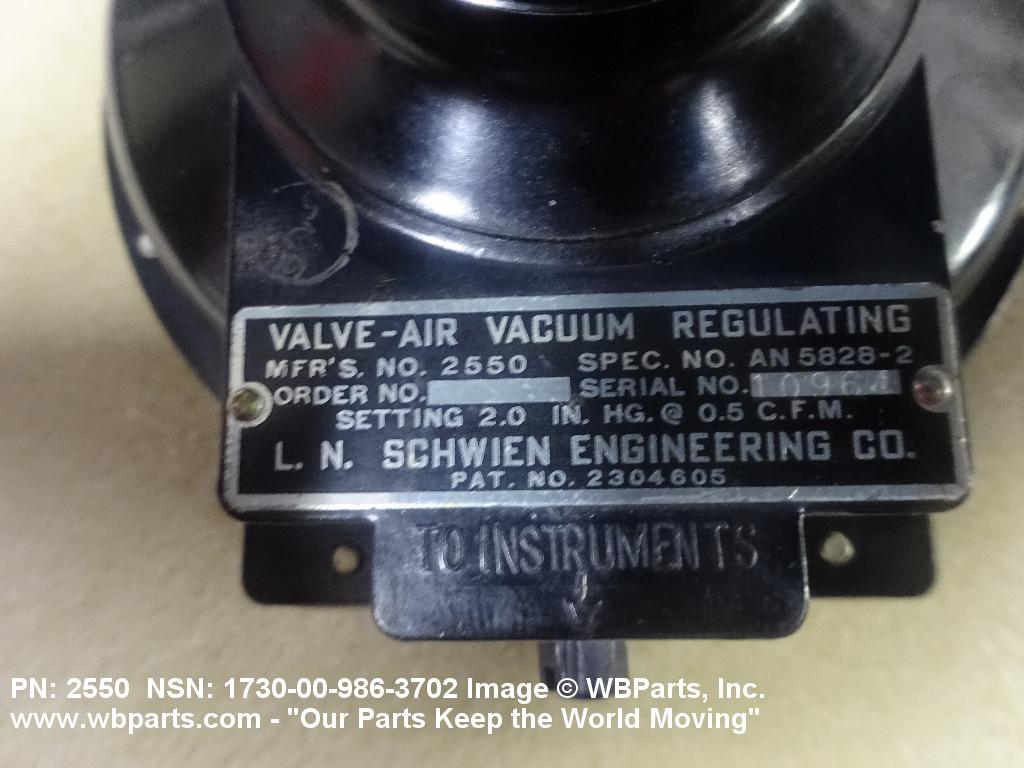 VALVE-AIR VACUUM REGULATING
MFR'S. NO. 2550 SPEC. NO. AN 5828-2
ORDER NO. SERIAL NO. 10964
SETTING 2.0 IN. HG. @ 0.5 C.F.M.
L. N. SCHWIEN ENGINEERING CO.
PAT. NO. 2304605
TO INSTRUMENTS
PN: 2550 NSN: 1730-00-986-3702 Image © WBParts, Inc.
www.wbparts.com - "Our Parts Keep the World Moving"